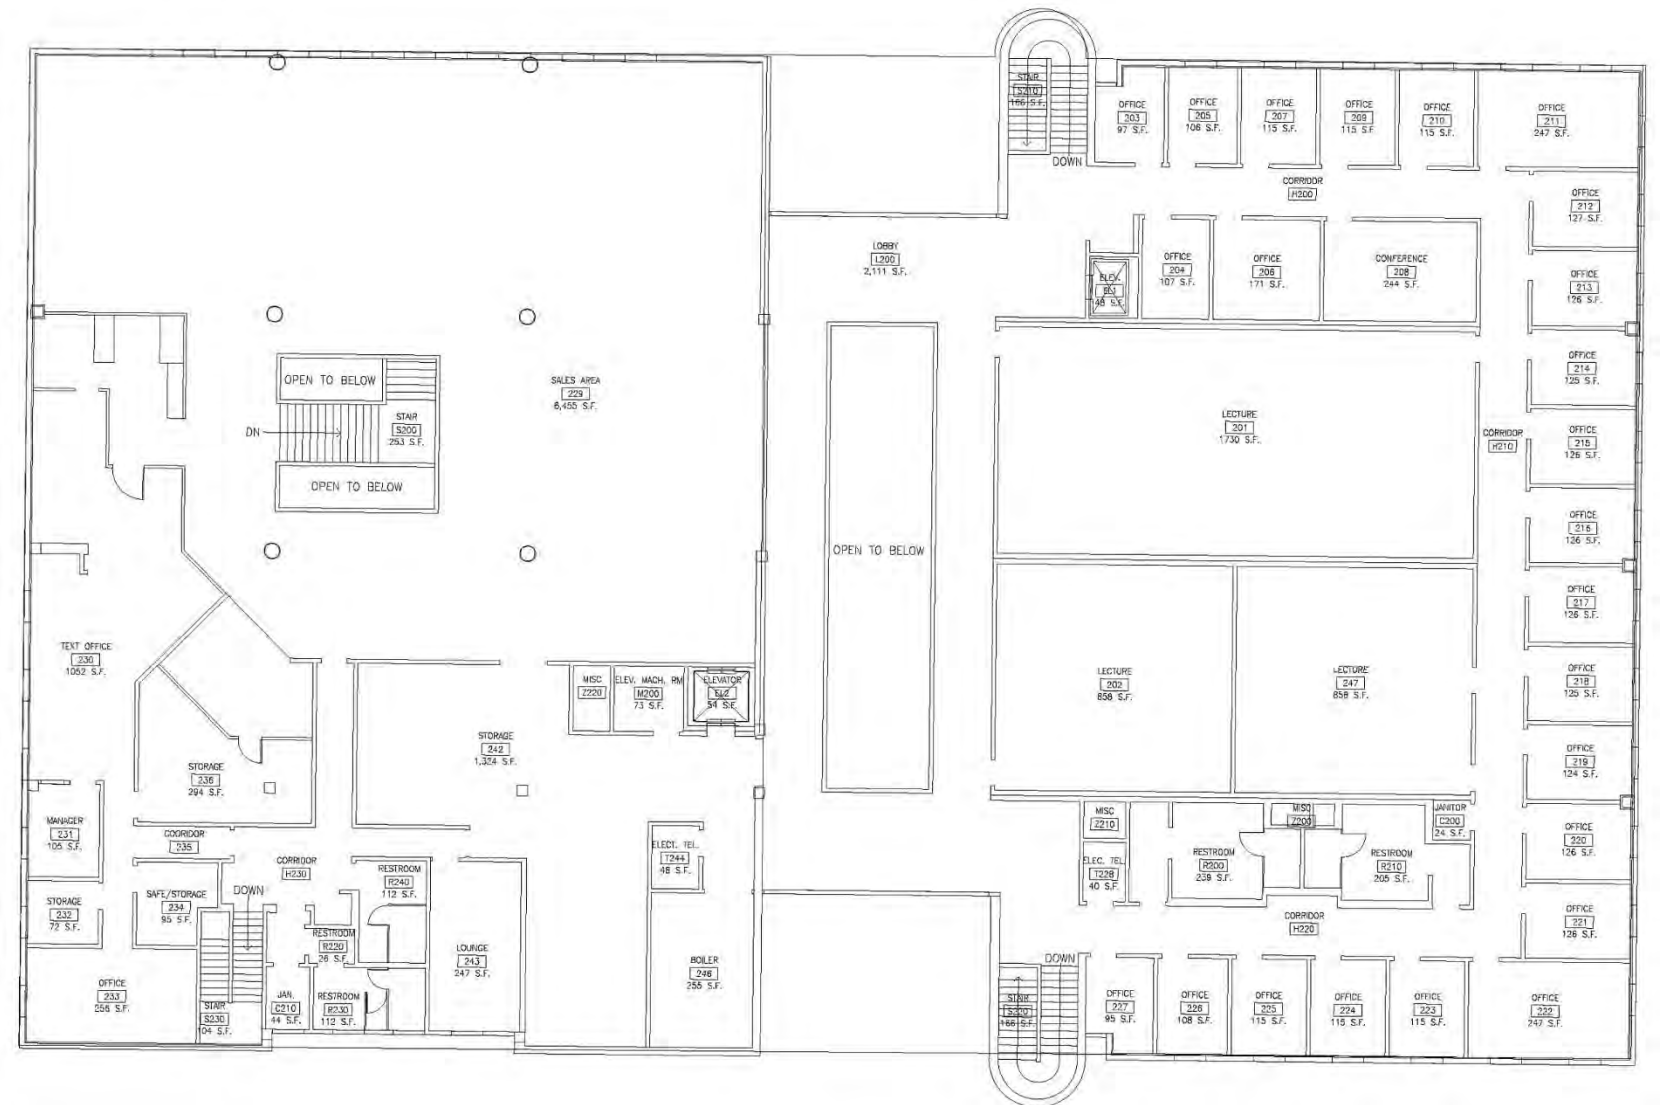 STAIR
S210
166 S.F.
DOWN
OFFICE
203
97 S.F.
OFFICE
205
106 S.F.
OFFICE
207
115 S.F.
OFFICE
209
115 S.F
OFFICE
210
115 S.F.
OFFICE
211
247 S.F.
CORRIDOR
H200
OFFICE
212
127 S.F.
LOBBY
L200
2,111 S.F.
ELEV.
EL1
48 S.F.
OFFICE
204
107 S.F.
OFFICE
206
171 S.F.
CONFERENCE
208
244 S.F.
OFFICE
213
126 S.F.
OPEN TO BELOW
SALES AREA
229
6,455 S.F.
STAIR
S200
253 S.F.
DN
OPEN TO BELOW
OFFICE
214
125 S.F.
LECTURE
201
1730 S.F.
CORRIDOR
H210
OFFICE
215
126 S.F.
OFFICE
216
126 S.F.
OPEN TO BELOW
OFFICE
217
126 S.F.
TEXT OFFICE
230
1052 S.F.
MISC
Z220
ELEV. MACH. RM
M200
73 S.F.
ELEVATOR
EL2
54 S.F.
LECTURE
202
858 S.F.
LECTURE
247
858 S.F.
OFFICE
218
125 S.F.
STORAGE
242
1,324 S.F.
STORAGE
236
294 S.F.
OFFICE
219
124 S.F.
MANAGER
231
105 S.F.
COORIDOR
235
CORRIDOR
H230
ELECT. TEL.
T244
48 S.F.
MISC
Z210
MISC
Z200
JANITOR
C200
24 S.F.
OFFICE
220
126 S.F.
RESTROOM
R240
112 S.F.
ELEC. TEL
T228
40 S.F.
RESTROOM
R200
239 S.F.
RESTROOM
R210
205 S.F.
STORAGE
232
72 S.F.
SAFE/STORAGE
234
95 S.F.
DOWN
RESTROOM
R220
26 S.F.
LOUNGE
243
247 S.F.
BOILER
246
255 S.F.
CORRIDOR
H220
OFFICE
221
126 S.F.
OFFICE
233
256 S.F.
STAIR
S230
104 S.F.
JAN.
C210
44 S.F.
RESTROOM
R230
112 S.F.
DOWN
STAIR
S220
166 S.F.
OFFICE
227
95 S.F.
OFFICE
226
108 S.F.
OFFICE
225
115 S.F.
OFFICE
224
115 S.F.
OFFICE
223
115 S.F.
OFFICE
222
247 S.F.